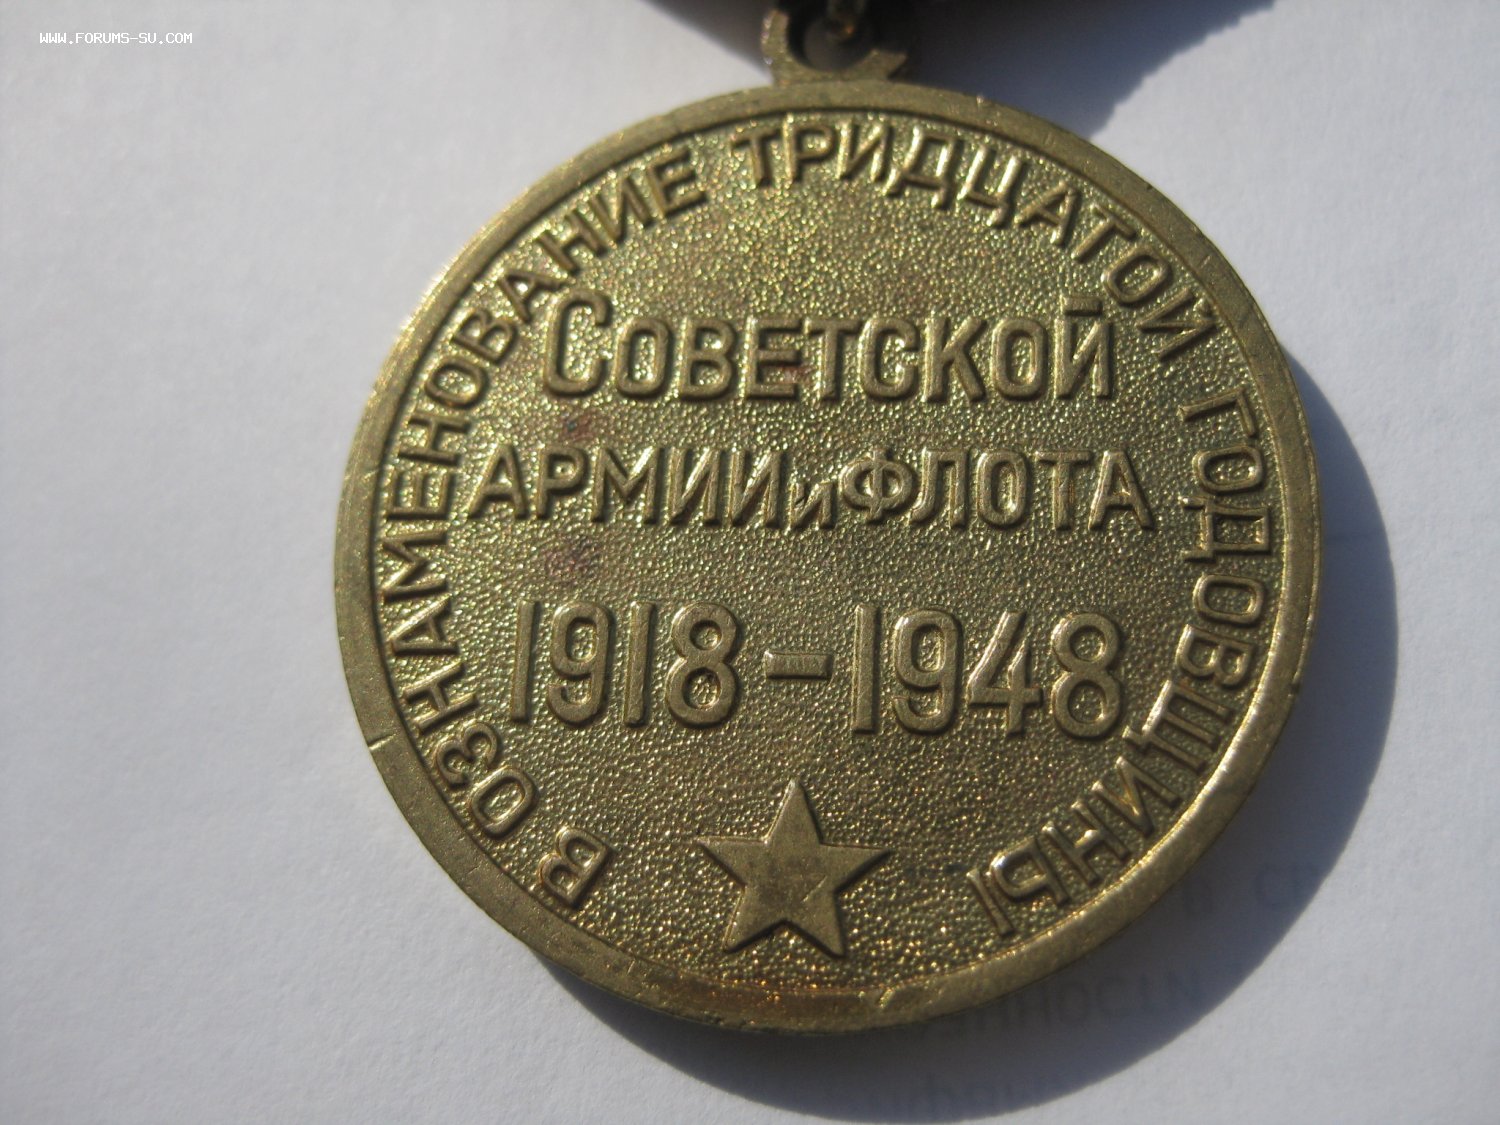 WWW.FORUMS-SU.COM
В ОЗНАМЕНОВАНИЕ ТРИДЦАТОЙ ГОДОВЩИНЫ
СОВЕТСКОЙ
АРМИИ и ФЛОТА
1918-1948